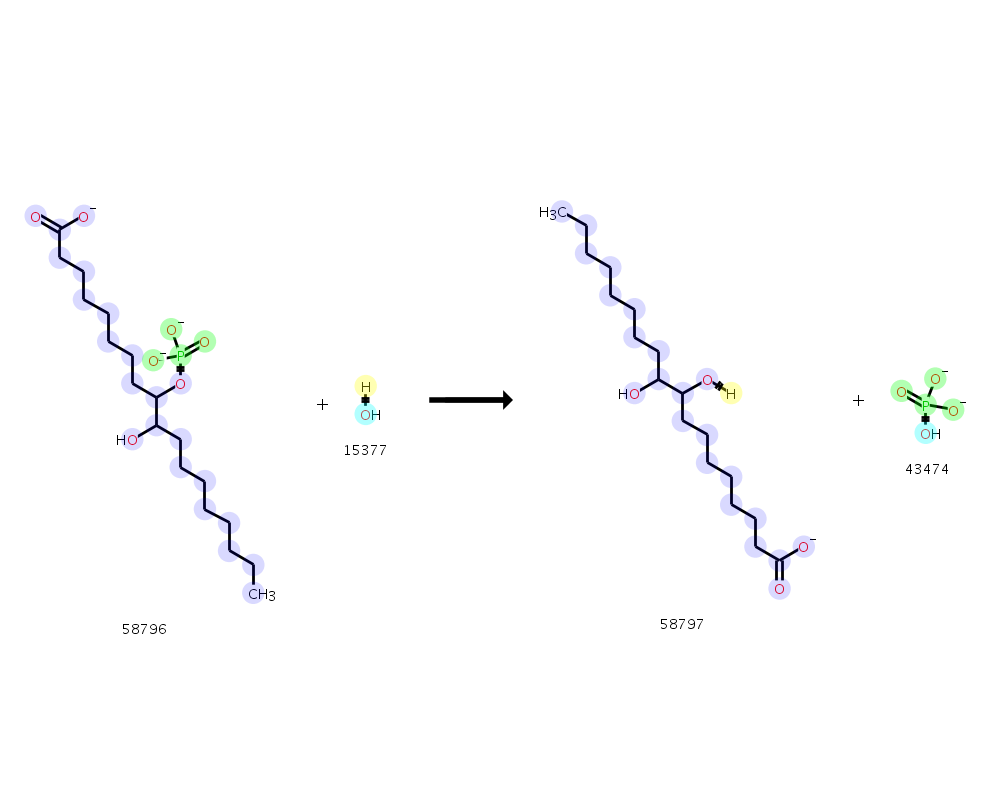 H₃C
O O⁻
O⁻ O
O⁻ P
O
HO
CH₃
58796
+
H
OH
15377
HO
O H
O⁻
O
58797
+
O O⁻
P O⁻
OH
43474